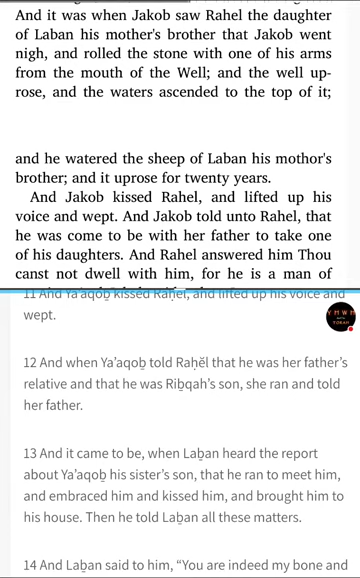 And it was when Jakob saw Rahel the daughter
of Laban his mother's brother that Jakob went
nigh, and rolled the stone with one of his arms
from the mouth of the Well; and the well up-
rose, and the waters ascended to the top of it;
and he watered the sheep of Laban his mothor's
brother; and it uprose for twenty years.
And Jakob kissed Rahel, and lifted up his
voice and wept. And Jakob told unto Rahel, that
he was come to be with her father to take one
of his daughters. And Rahel answered him Thou
canst not dwell with him, for he is a man of
11 And Ya’aqoḇ kissed Raḥĕl, and lifted up his voice and
wept.
Y M W M
WITH
TORAH
12 And when Ya’aqoḇ told Raḥĕl that he was her father’s
relative and that he was Riḇqah’s son, she ran and told
her father.
13 And it came to be, when Laḇan heard the report
about Ya’aqoḇ his sister’s son, that he ran to meet him,
and embraced him and kissed him, and brought him to
his house. Then he told Laḇan all these matters.
14 And Laḇan said to him, “You are indeed my bone and